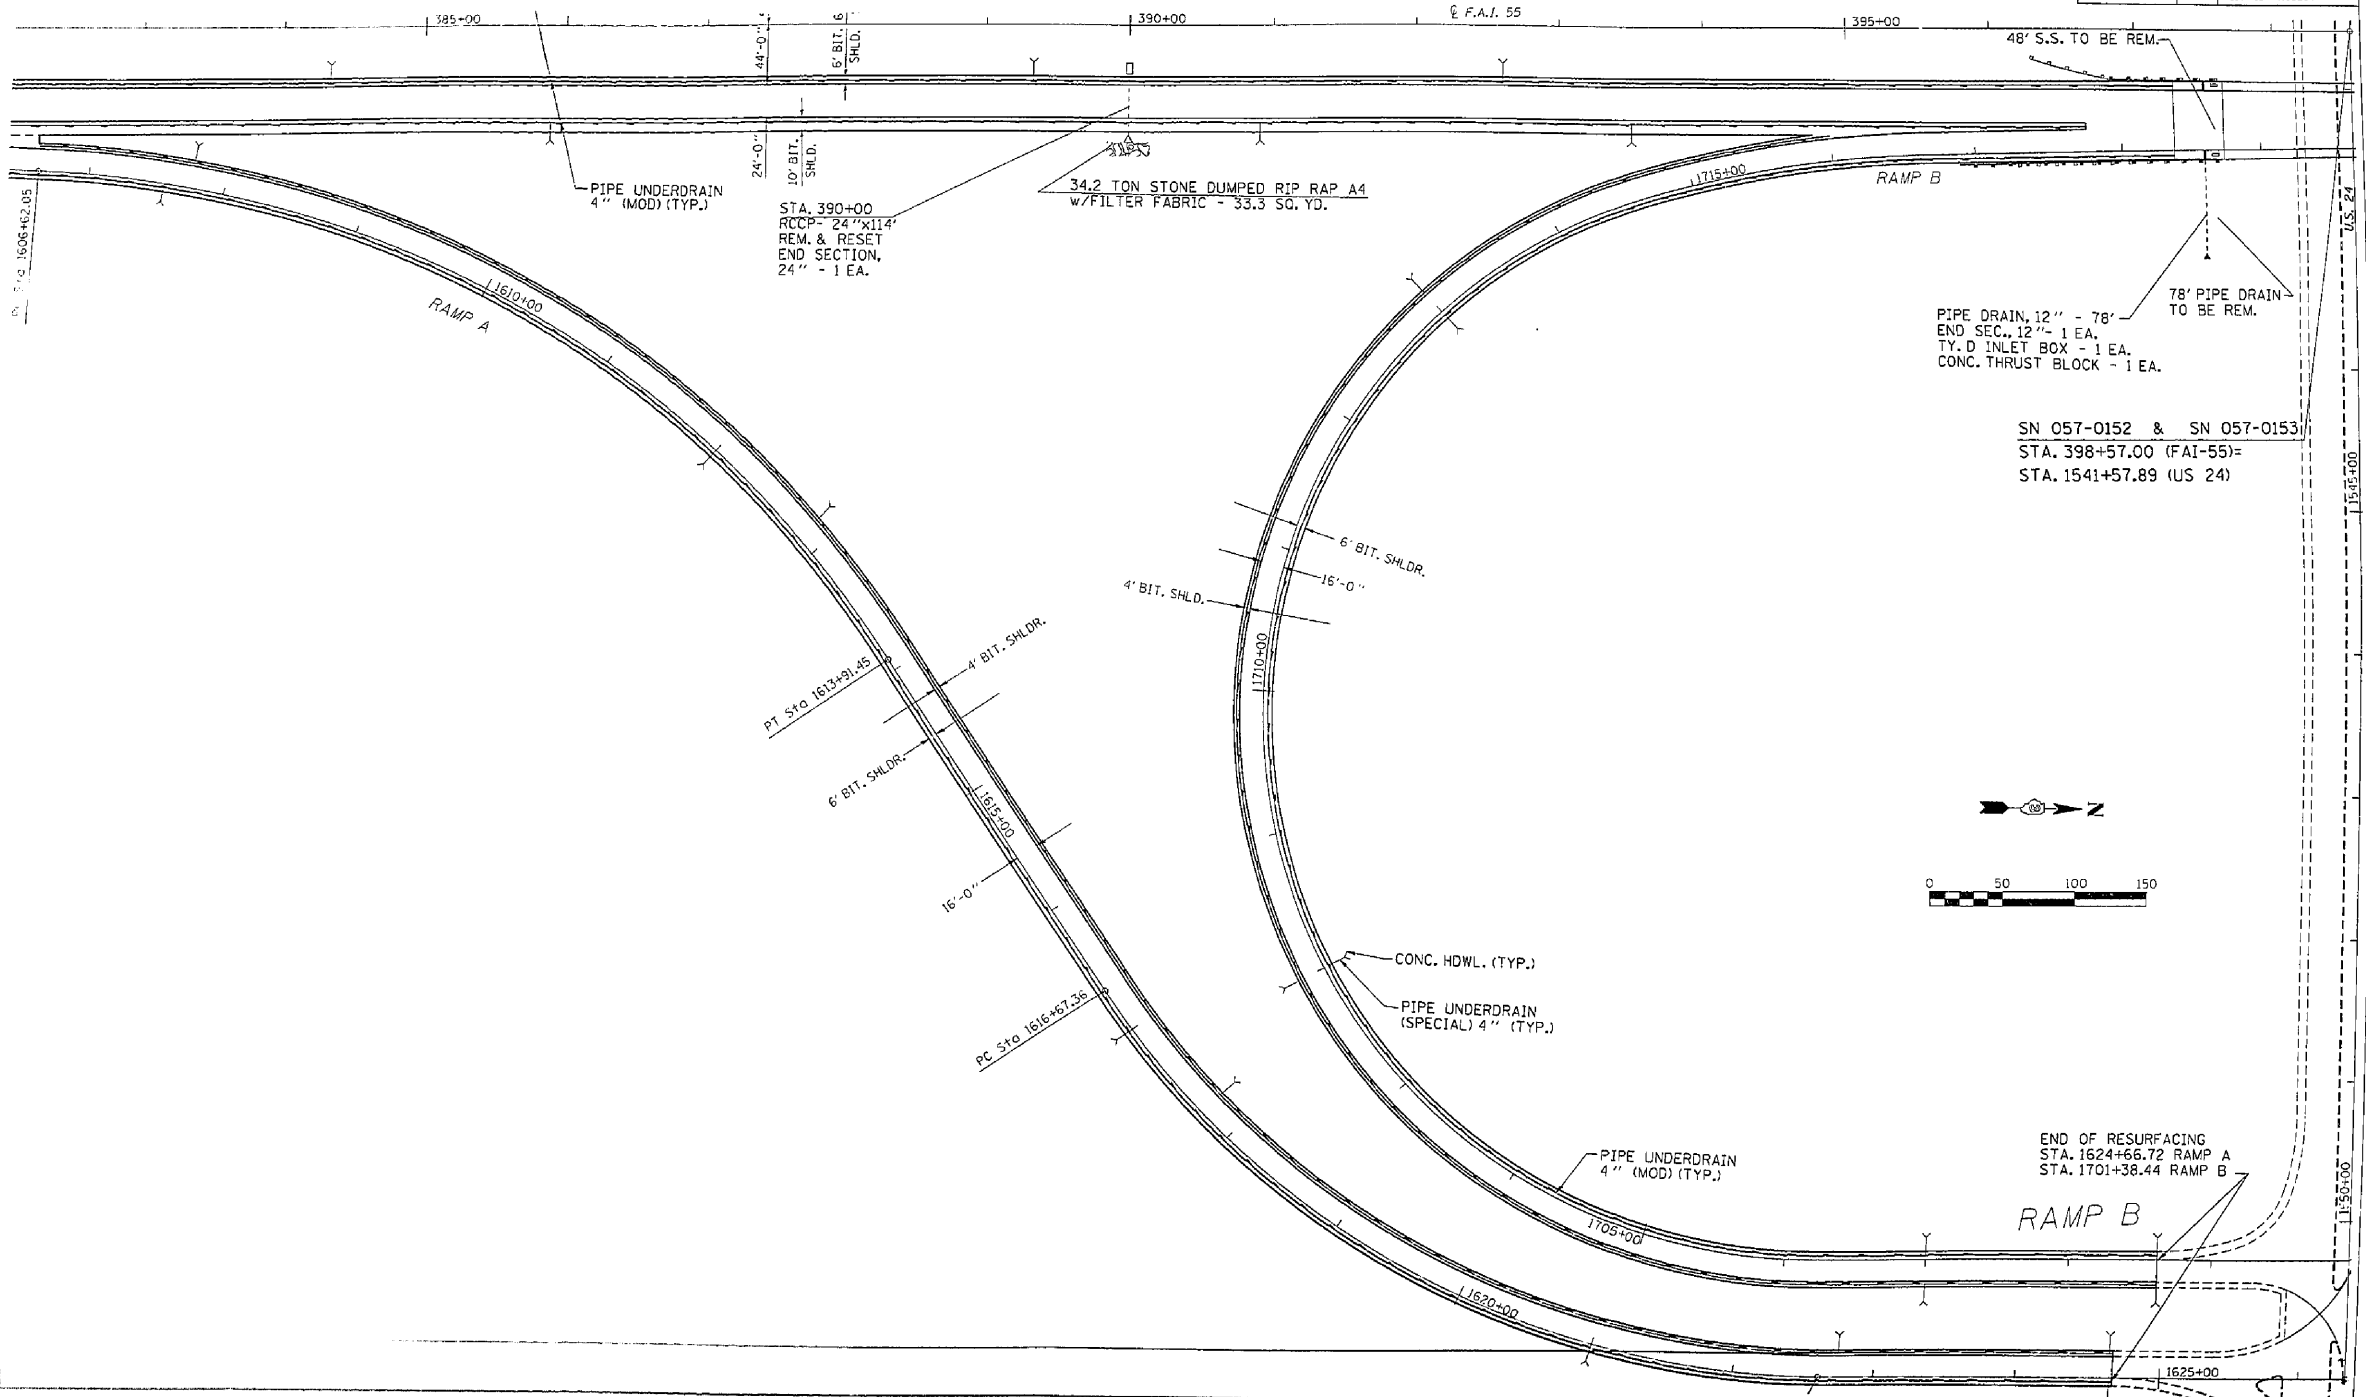 385+00
390+00
℄ F.A.I. 55
395+00
44'-0"
6' BIT.
SHLD.
48' S.S. TO BE REM.
24'-0"
10' BIT.
SHLD.
PIPE UNDERDRAIN
4" (MOD) (TYP.)
STA. 390+00
RCCP- 24"x114'
REM. & RESET
END SECTION,
24" - 1 EA.
34.2 TON STONE DUMPED RIP RAP A4
w/FILTER FABRIC - 33.3 SQ. YD.
1715+00
RAMP B
U.S. 24
Sta 1606+62.05
1610+00
RAMP A
78' PIPE DRAIN
TO BE REM.
PIPE DRAIN, 12" - 78'
END SEC., 12"- 1 EA.
TY. D INLET BOX - 1 EA.
CONC. THRUST BLOCK - 1 EA.
SN 057-0152 & SN 057-0153
STA. 398+57.00 (FAI-55)=
STA. 1541+57.89 (US 24)
1545+00
6' BIT. SHLDR.
16'-0"
4' BIT. SHLD.
1710+00
4' BIT. SHLDR.
PT Sta 1613+91.45
6' BIT. SHLDR.
1615+00
16'-0"
N
0 50 100 150
CONC. HDWL. (TYP.)
PIPE UNDERDRAIN
(SPECIAL) 4" (TYP.)
PC Sta 1616+67.36
PIPE UNDERDRAIN
4" (MOD) (TYP.)
END OF RESURFACING
STA. 1624+66.72 RAMP A
STA. 1701+38.44 RAMP B
1550+00
RAMP B
1705+00
1620+00
1625+00